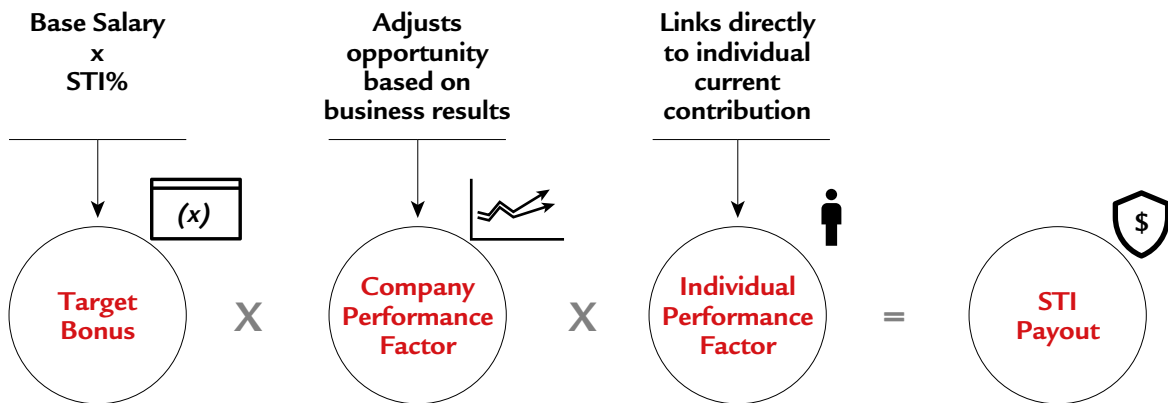 Base Salary
x
STI%
Adjusts
opportunity
based on
business results
Links directly
to individual
current
contribution
(x)
$
Target
Bonus
X
Company
Performance
Factor
X
Individual
Performance
Factor
=
STI
Payout